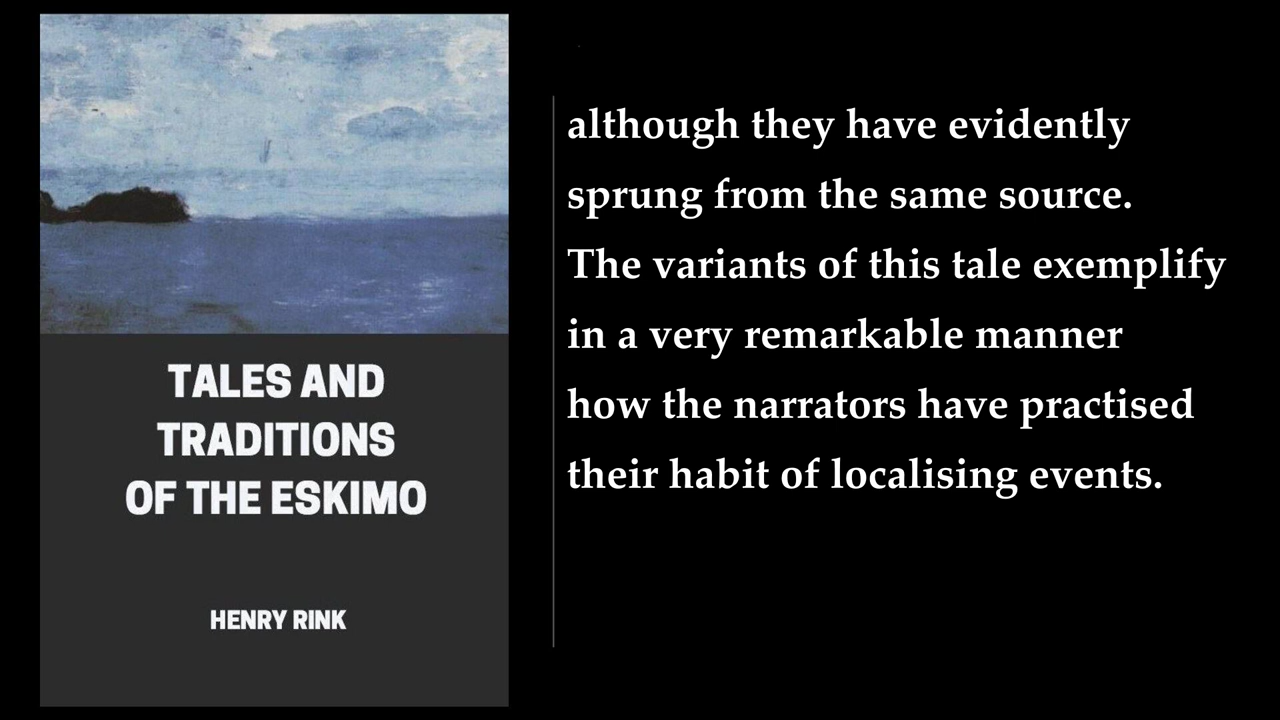 TALES AND
TRADITIONS
OF THE ESKIMO
HENRY RINK
although they have evidently
sprung from the same source.
The variants of this tale exemplify
in a very remarkable manner
how the narrators have practised
their habit of localising events.